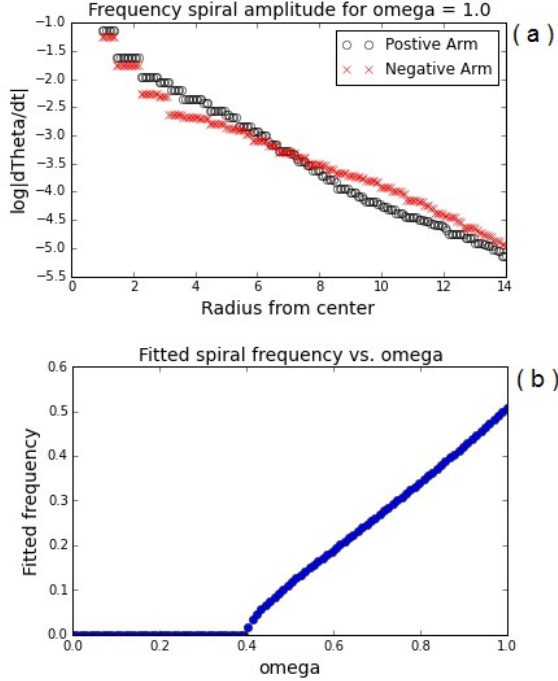 Frequency spiral amplitude for omega = 1.0
( a )
Postive Arm
Negative Arm
log|dTheta/dt|
-1.0
-1.5
-2.0
-2.5
-3.0
-3.5
-4.0
-4.5
-5.0
-5.5
0 2 4 6 8 10 12 14
Radius from center
Fitted spiral frequency vs. omega
( b )
Fitted frequency
0.6
0.5
0.4
0.3
0.2
0.1
0.0
0.0 0.2 0.4 0.6 0.8 1.0
omega